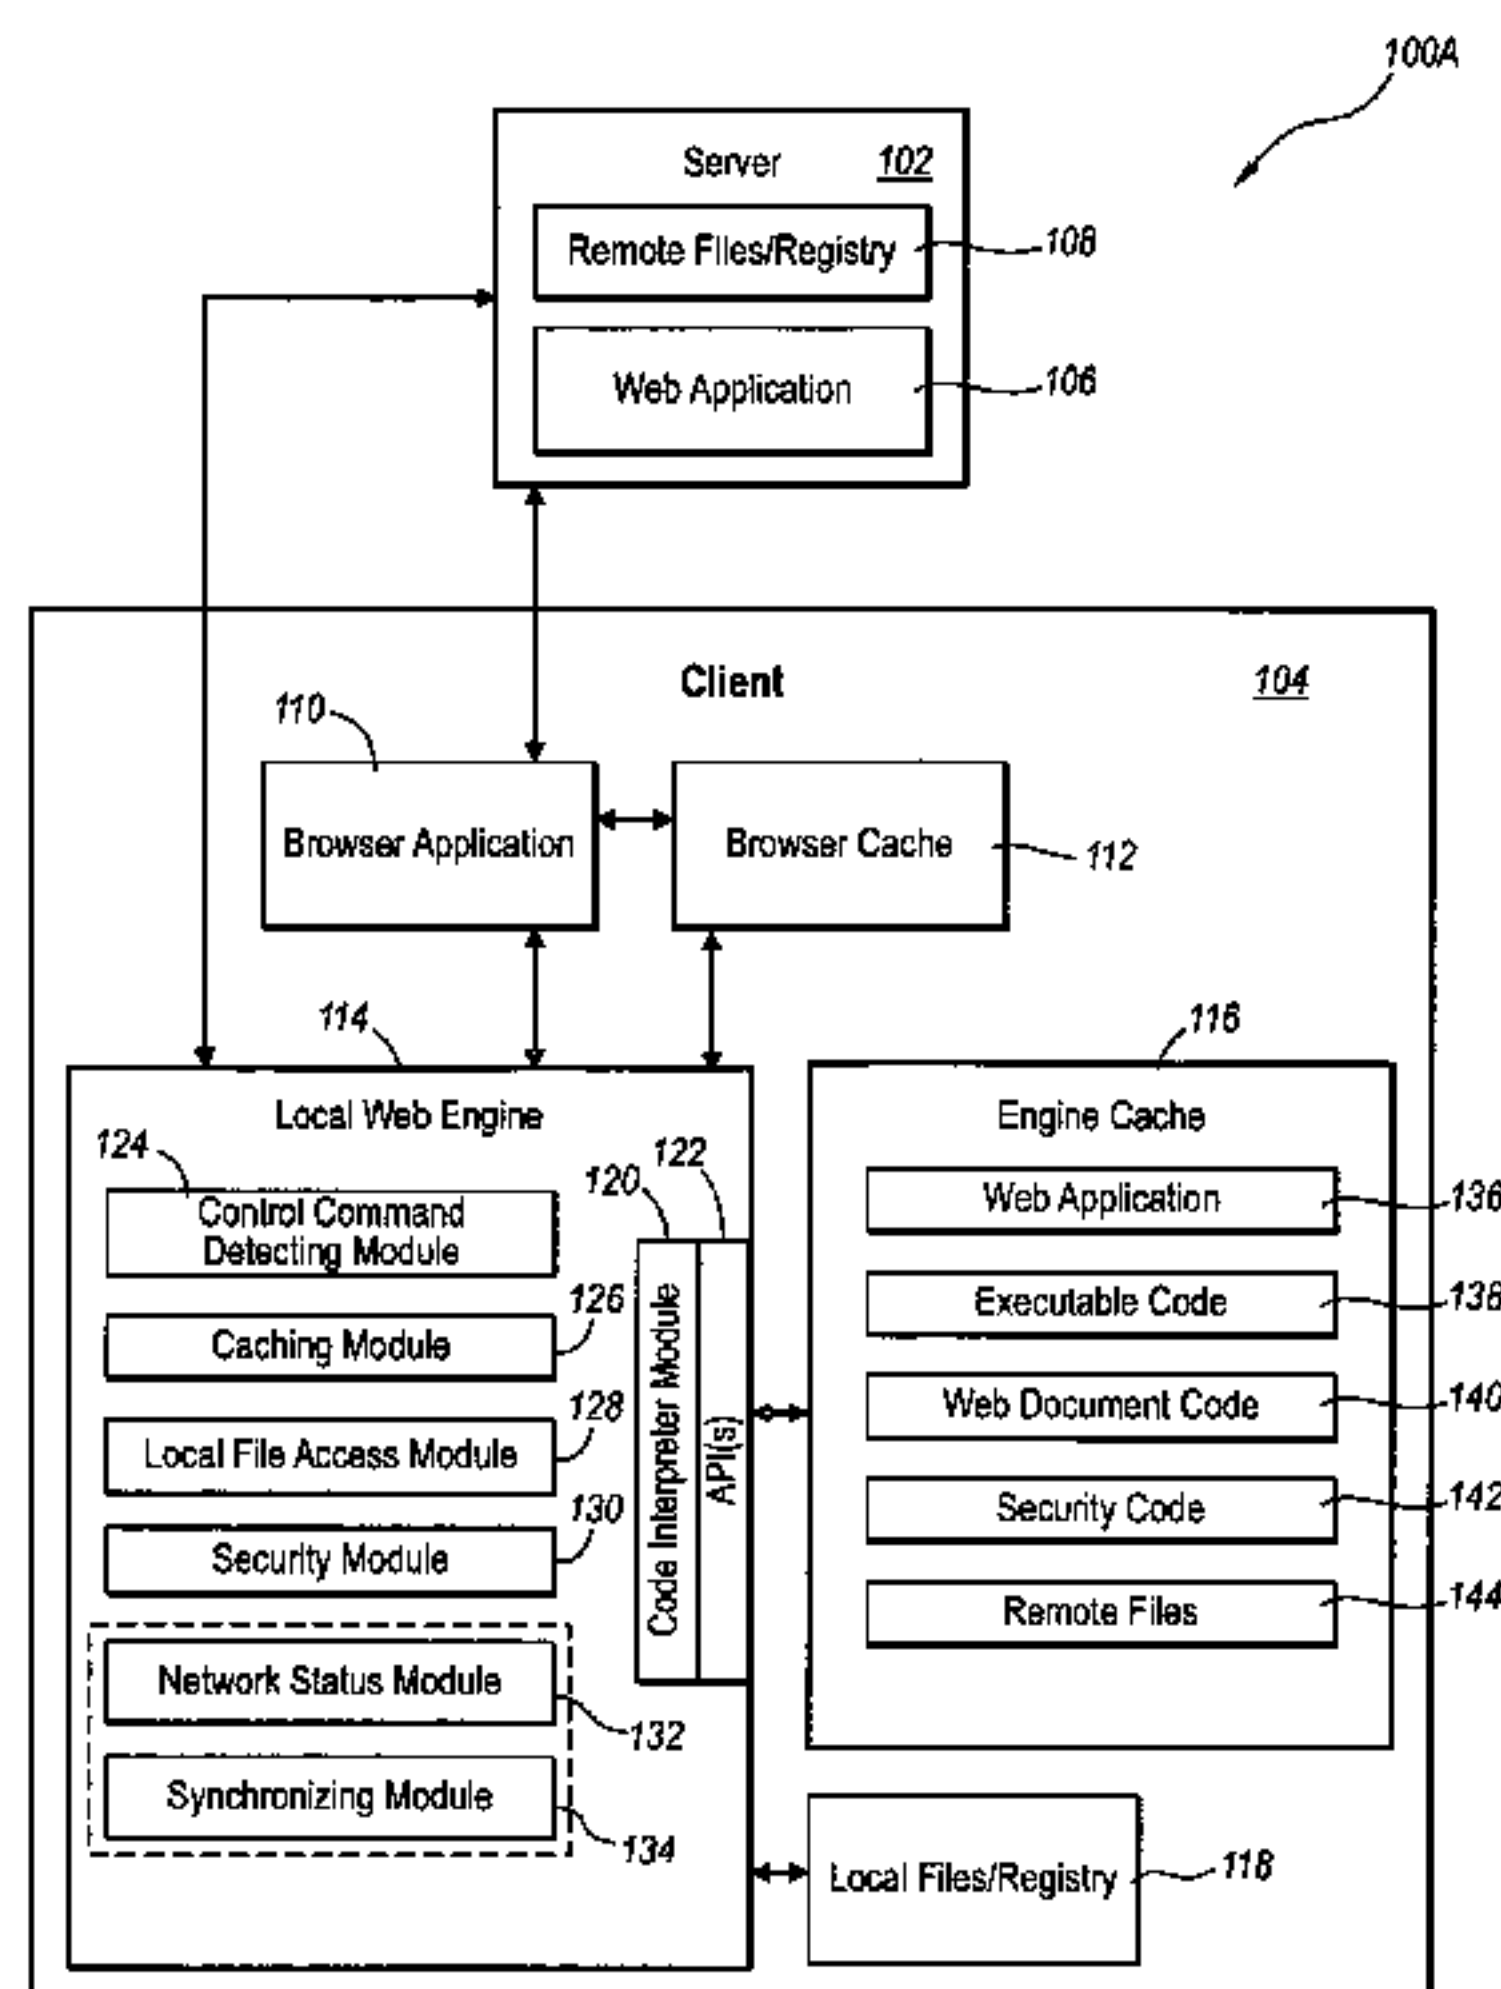 100A
Server 102
Remote Files/Registry 108
Web Application 106
Client 104
110
Browser Application
Browser Cache 112
114
Local Web Engine
124
Control Command
Detecting Module
126
Caching Module
128
Local File Access Module
130
Security Module
Network Status Module
132
Synchronizing Module
134
120
122
Code Interpreter Module
API(s)
116
Engine Cache
Web Application 136
Executable Code 138
Web Document Code 140
Security Code 142
Remote Files 144
Local Files/Registry 118